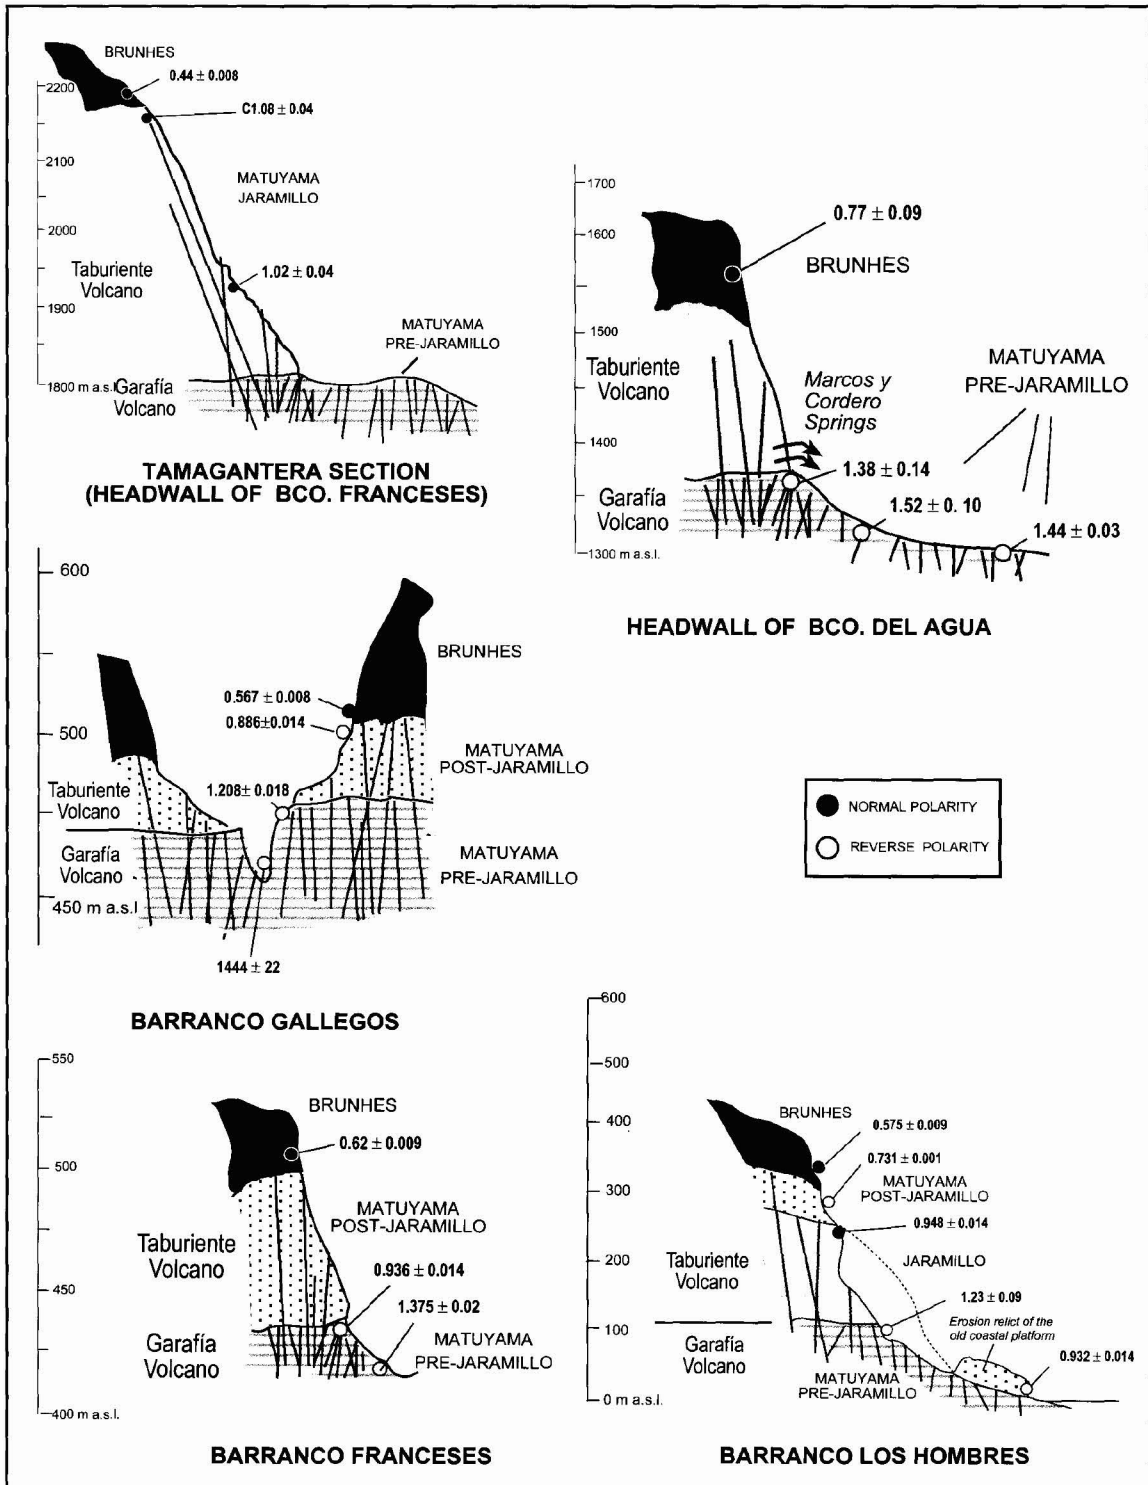 BRUNHES
0.44 ± 0.008
2200
C1.08 ± 0.04
2100
MATUYAMA
JARAMILLO
2000
Taburiente
Volcano
1.02 ± 0.04
1900
MATUYAMA
PRE-JARAMILLO
1800 m a.s.l
Garafía
Volcano
TAMAGANTERA SECTION
(HEADWALL OF BCO. FRANCESES)
1700
0.77 ± 0.09
1600
BRUNHES
1500
Taburiente
Volcano
MATUYAMA
PRE-JARAMILLO
Marcos y
Cordero
Springs
1400
1.38 ± 0.14
Garafía
Volcano
1.52 ± 0. 10
1.44 ± 0.03
1300 m a.s.l.
HEADWALL OF BCO. DEL AGUA
600
BRUNHES
0.567 ± 0.008
0.886±0.014
500
MATUYAMA
POST-JARAMILLO
1.208± 0.018
Taburiente
Volcano
Garafía
Volcano
MATUYAMA
PRE-JARAMILLO
450 m a.s.l
1444 ± 22
BARRANCO GALLEGOS
NORMAL POLARITY
REVERSE POLARITY
550
BRUNHES
0.62 ± 0.009
500
MATUYAMA
POST-JARAMILLO
Taburiente
Volcano
0.936 ± 0.014
450
1.375 ± 0.02
Garafía
Volcano
MATUYAMA
PRE-JARAMILLO
400 m a.s.l.
BARRANCO FRANCESES
600
500
400
BRUNHES
0.575 ± 0.009
0.731 ± 0.001
300
MATUYAMA
POST-JARAMILLO
0.948 ± 0.014
200
Taburiente
Volcano
JARAMILLO
1.23 ± 0.09
100
Erosion relict of the
old coastal platform
Garafía
Volcano
0.932 ± 0.014
MATUYAMA
PRE-JARAMILLO
0 m a.s.l.
BARRANCO LOS HOMBRES